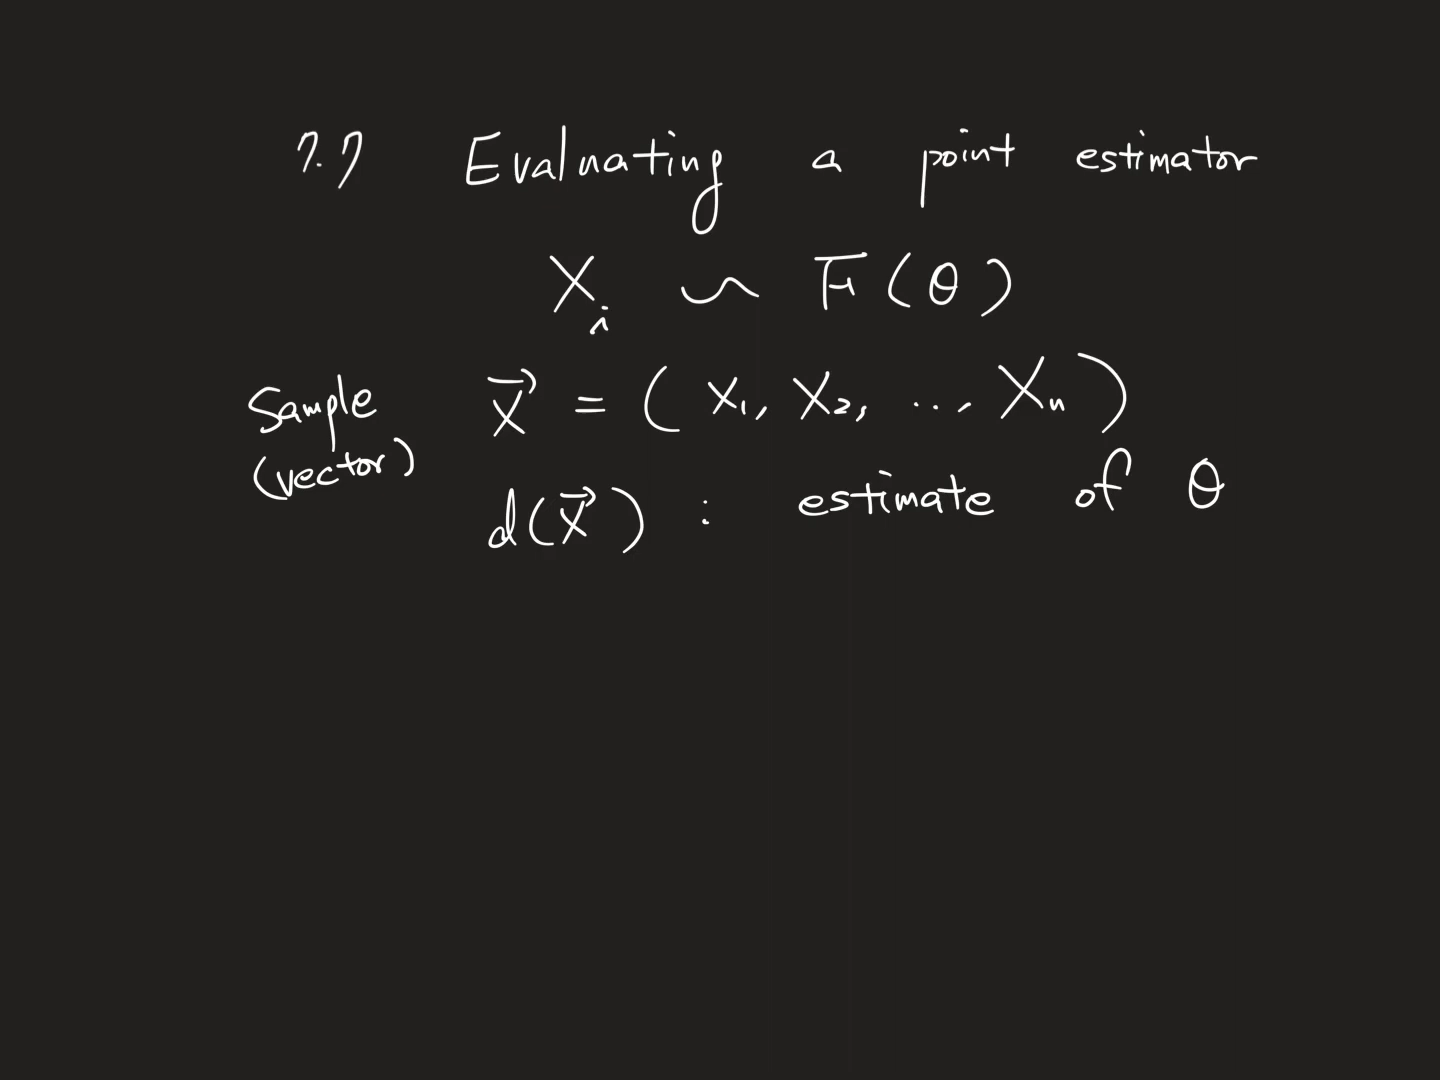 7.7 Evaluating a point estimator
X_i ~ F(θ)
Sample (vector) X⃗ = (X₁, X₂, ..., Xₙ)
d(X⃗) : estimate of θ